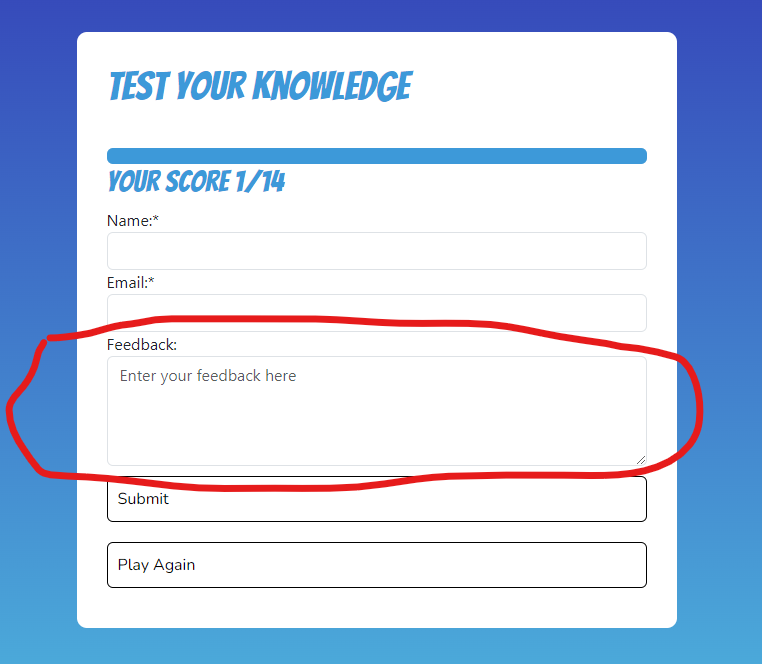 TEST YOUR KNOWLEDGE
YOUR SCORE 1/14
Name:*
Email:*
Feedback:
Enter your feedback here
Submit
Play Again